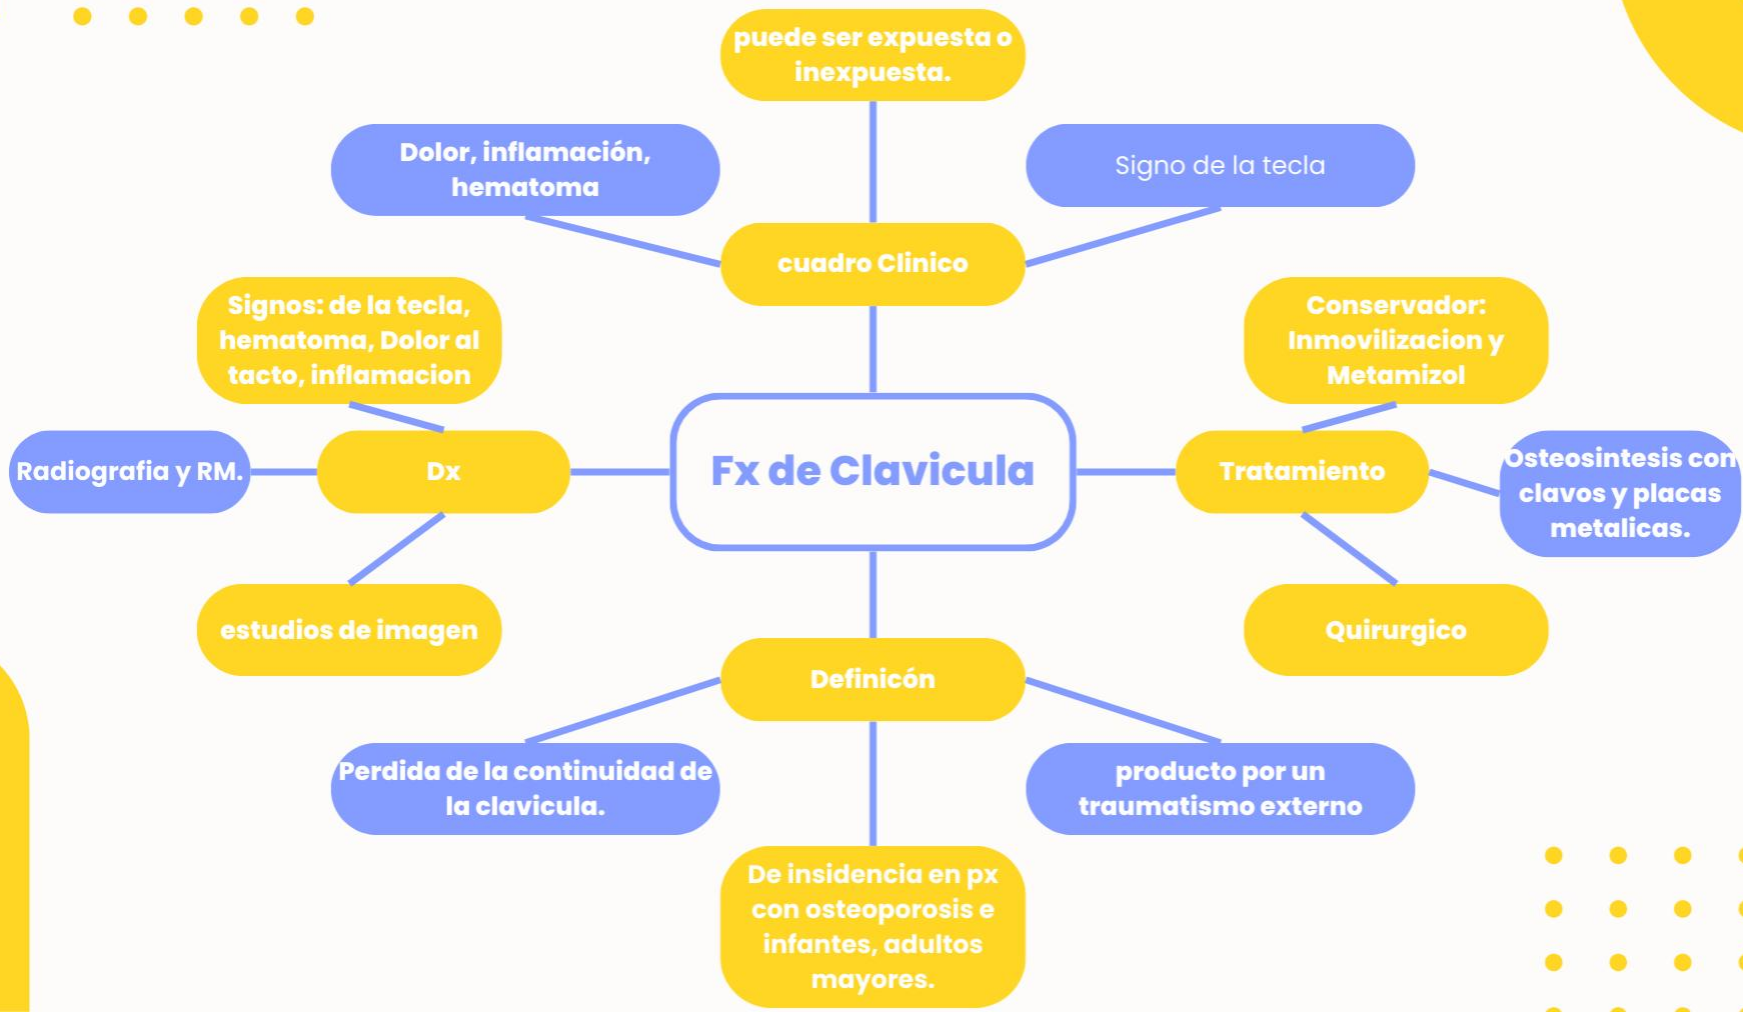 puede ser expuesta o
inexpuesta.
Dolor, inflamación,
hematoma
Signo de la tecla
cuadro Clinico
Signos: de la tecla,
hematoma, Dolor al
tacto, inflamacion
Conservador:
Inmovilizacion y
Metamizol
Radiografia y RM.
Dx
Fx de Clavicula
Tratamiento
Osteosintesis con
clavos y placas
metalicas.
estudios de imagen
Quirurgico
Definicón
Perdida de la continuidad de
la clavicula.
producto por un
traumatismo externo
De insidencia en px
con osteoporosis e
infantes, adultos
mayores.